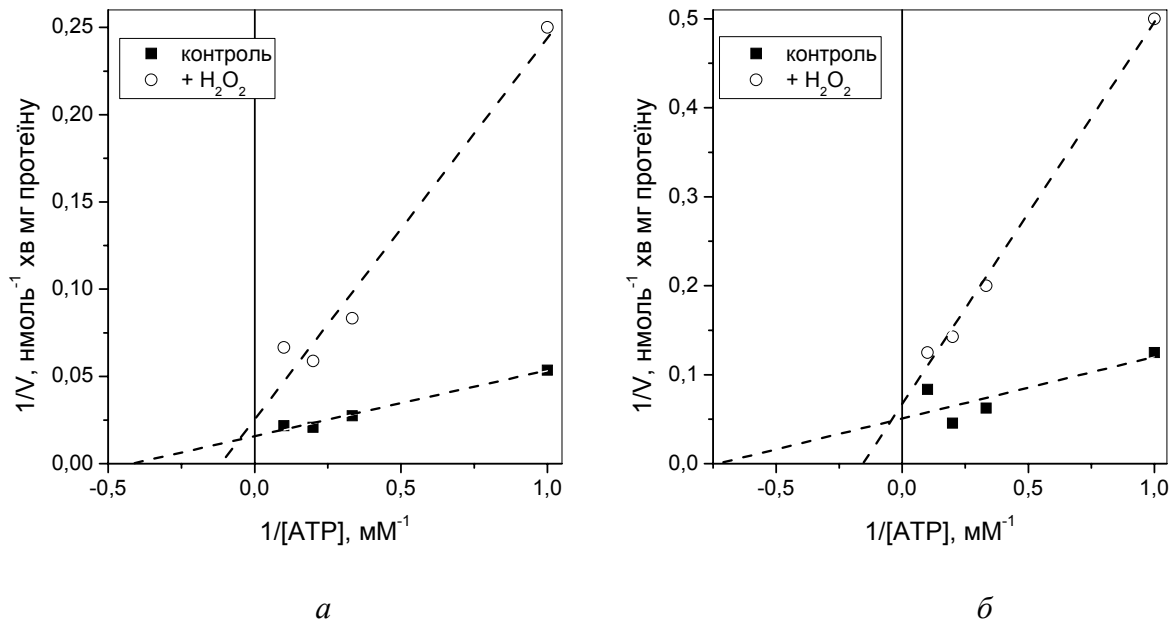 0,25
0,20
0,15
0,10
0,05
0,00
1/V, нмоль⁻¹ хв мг протеїну
контроль
+ H₂O₂
-0,5
0,0
0,5
1,0
1/[АТР], мМ⁻¹
а
0,5
0,4
0,3
0,2
0,1
0,0
1/V, нмоль⁻¹ хв мг протеїну
контроль
+ H₂O₂
-0,5
0,0
0,5
1,0
1/[АТР], мМ⁻¹
б